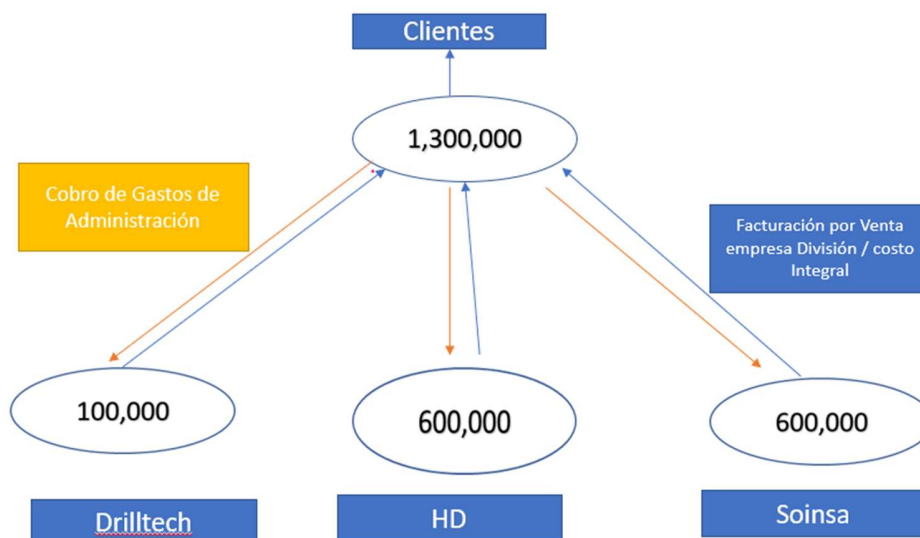 Clientes
1,300,000
Cobro de Gastos de
Administración
Facturación por Venta
empresa División / costo
Integral
100,000
600,000
600,000
Drilltech
HD
Soinsa